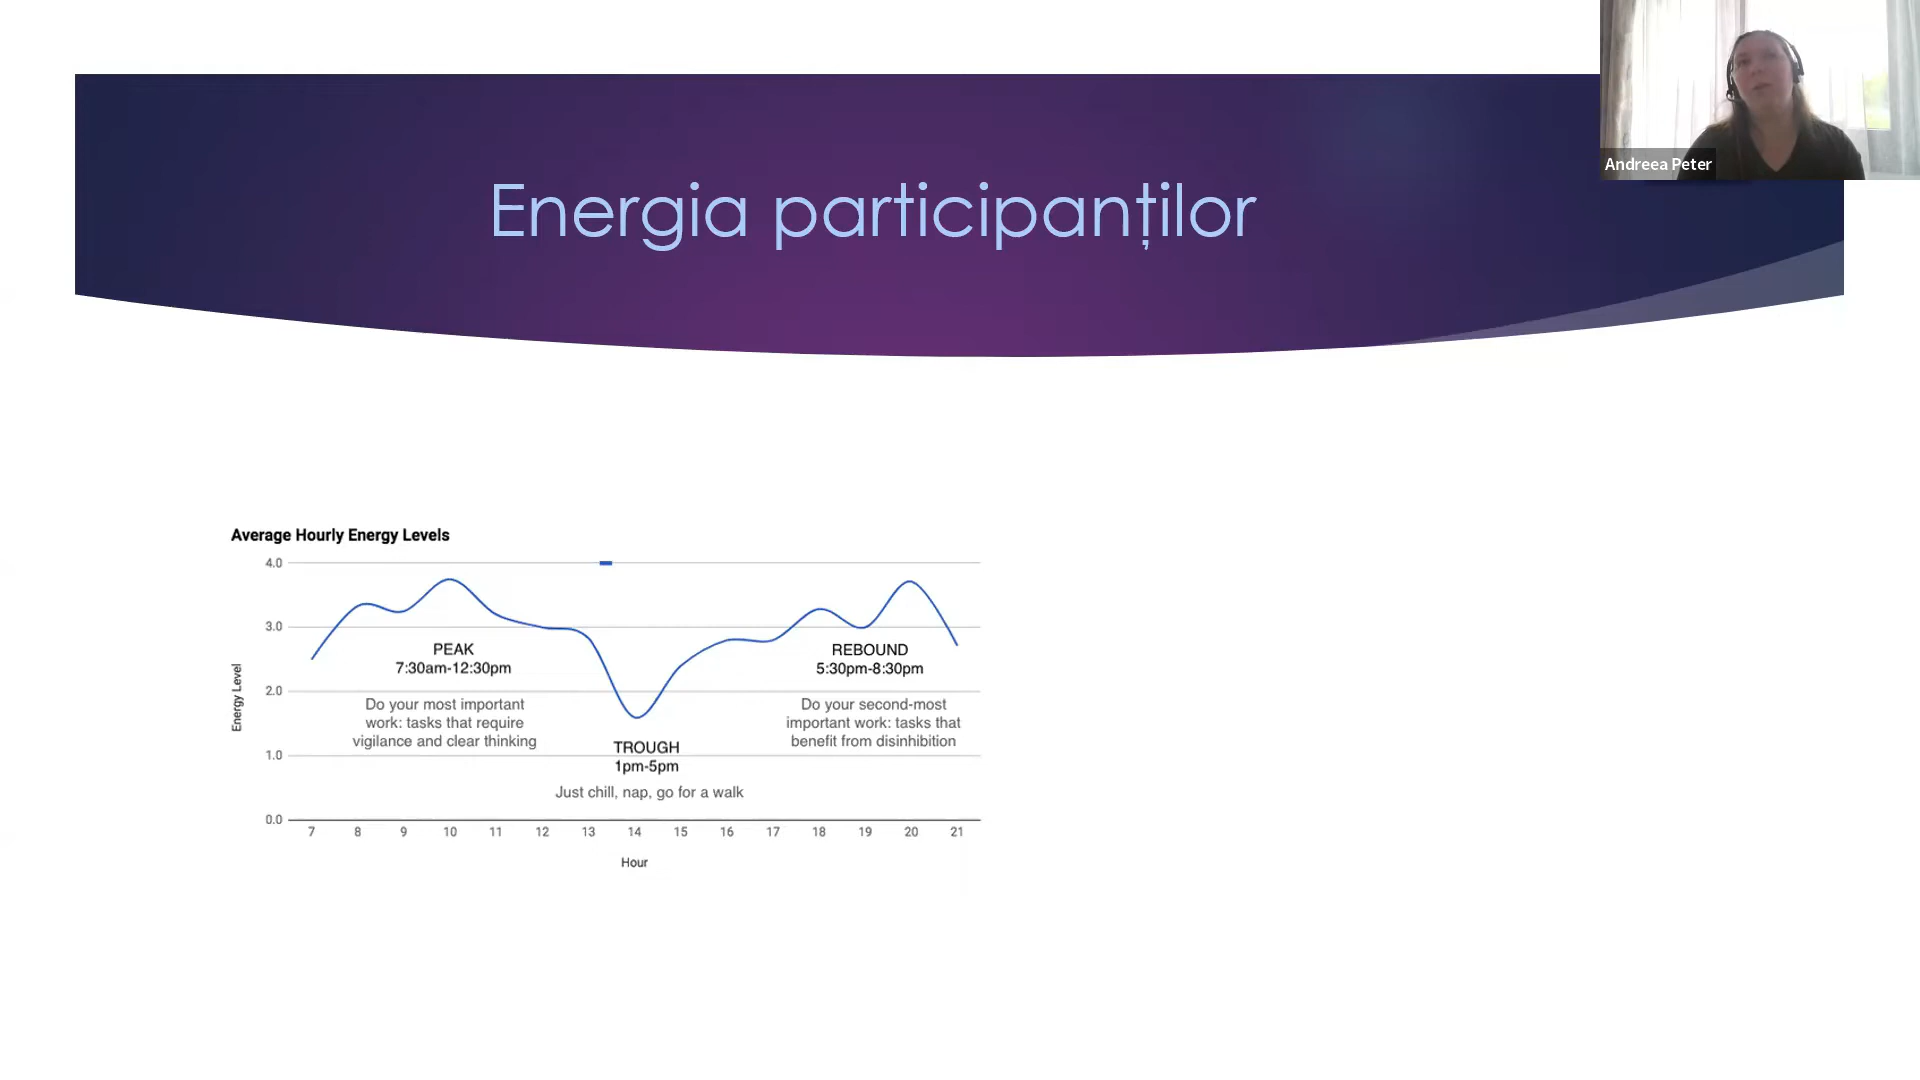 Andreea Peter
Energia participanților
Average Hourly Energy Levels
4.0
3.0
2.0
1.0
0.0
Energy Level
PEAK
7:30am-12:30pm
Do your most important
work: tasks that require
vigilance and clear thinking
TROUGH
1pm-5pm
Just chill, nap, go for a walk
REBOUND
5:30pm-8:30pm
Do your second-most
important work: tasks that
benefit from disinhibition
7 8 9 10 11 12 13 14 15 16 17 18 19 20 21
Hour